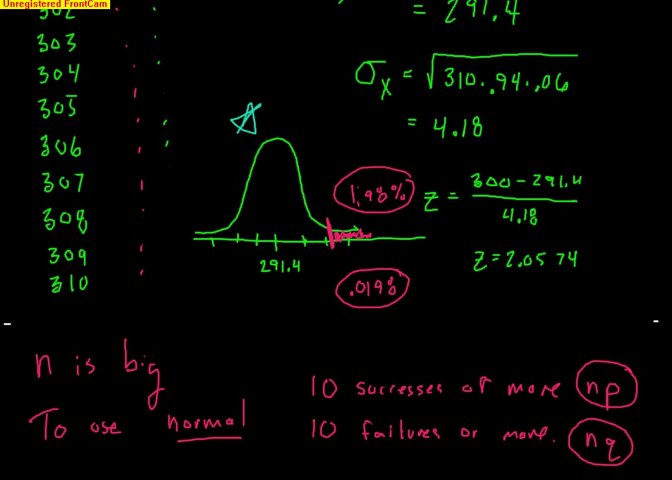 Unregistered FrontCam
302
303
304
305
306
307
308
309
310
= 291.4
σx = √310·.94·.06
= 4.18
1.98%
z = 300 - 291.4 / 4.18
z = 2.0574
291.4
.0198
n is big
To use normal
10 successes or more np
10 failures or more. nq